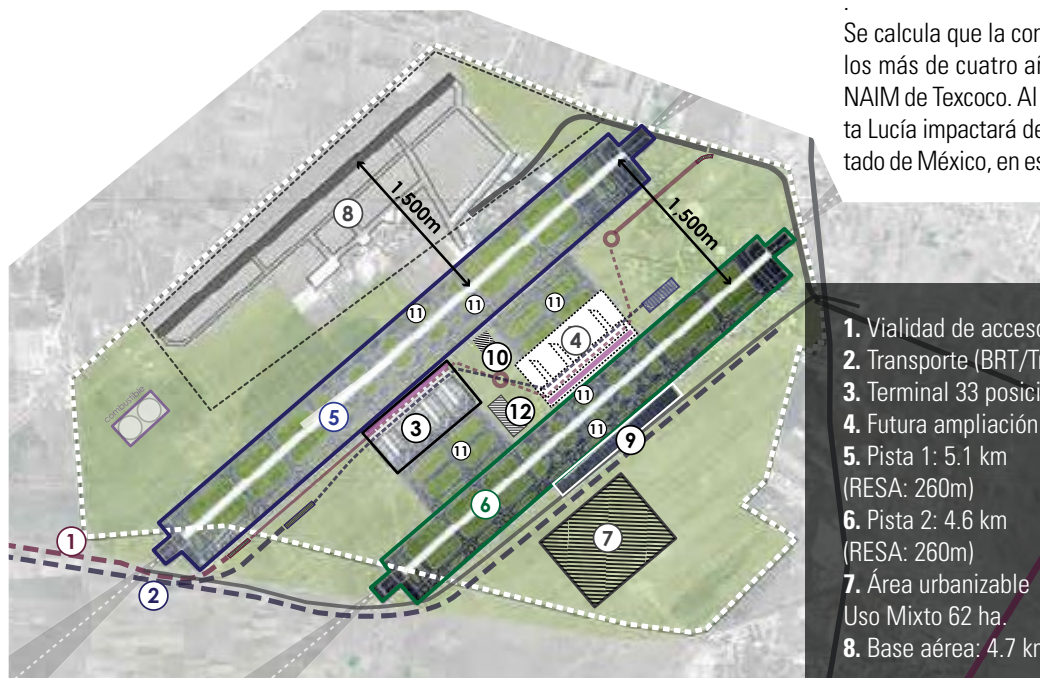 Se calcula que la con
los más de cuatro añ
NAIM de Texcoco. Al
ta Lucía impactará de
tado de México, en es
1,500m
1,500m
8
11
11
11
4
10
combustible
5
3
12
11
11
11
9
6
7
1
2
1. Vialidad de acceso
2. Transporte (BRT/Tr
3. Terminal 33 posici
4. Futura ampliación
5. Pista 1: 5.1 km
(RESA: 260m)
6. Pista 2: 4.6 km
(RESA: 260m)
7. Área urbanizable
Uso Mixto 62 ha.
8. Base aérea: 4.7 km